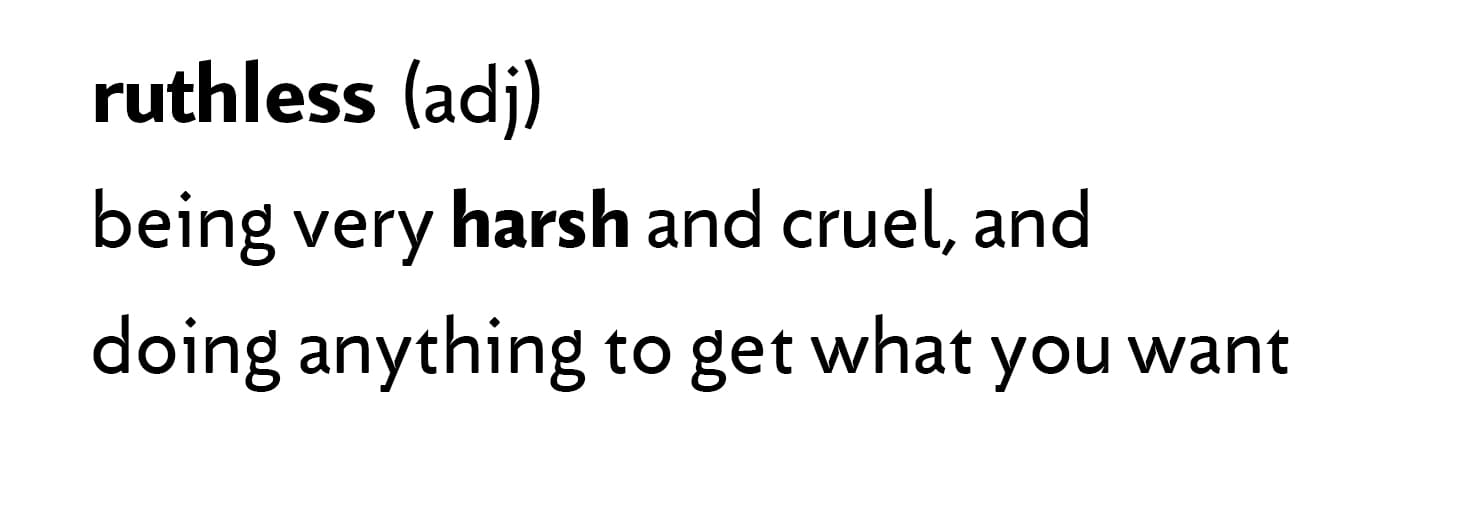 ruthless (adj)
being very harsh and cruel, and
doing anything to get what you want